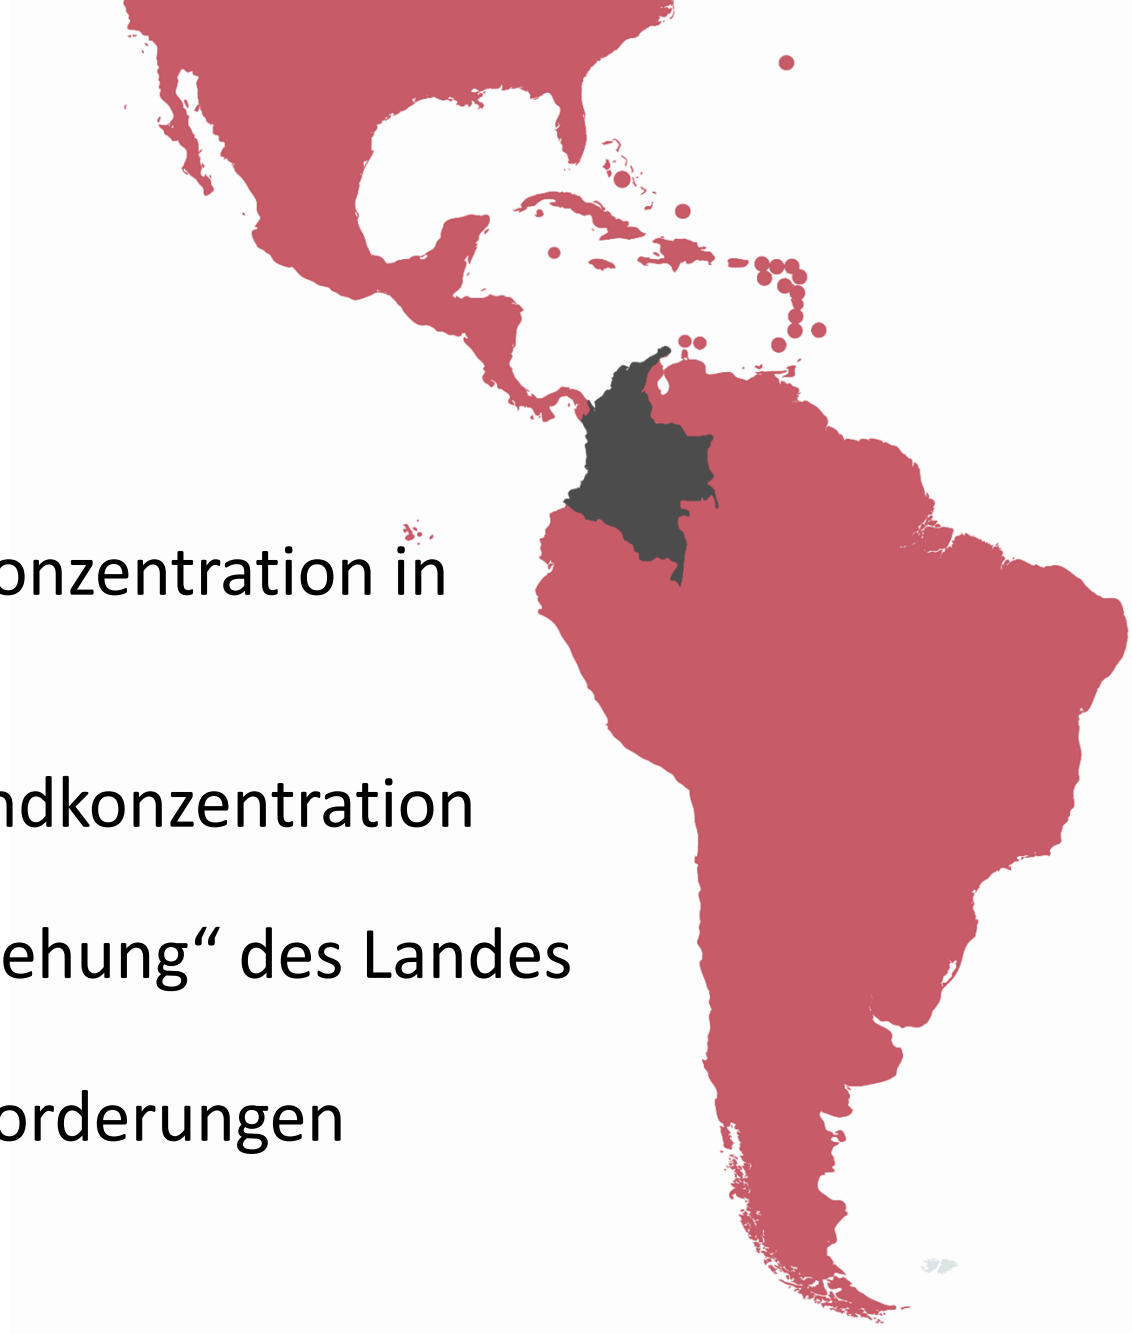 onzentration in
ndkonzentration
ehung“ des Landes
orderungen